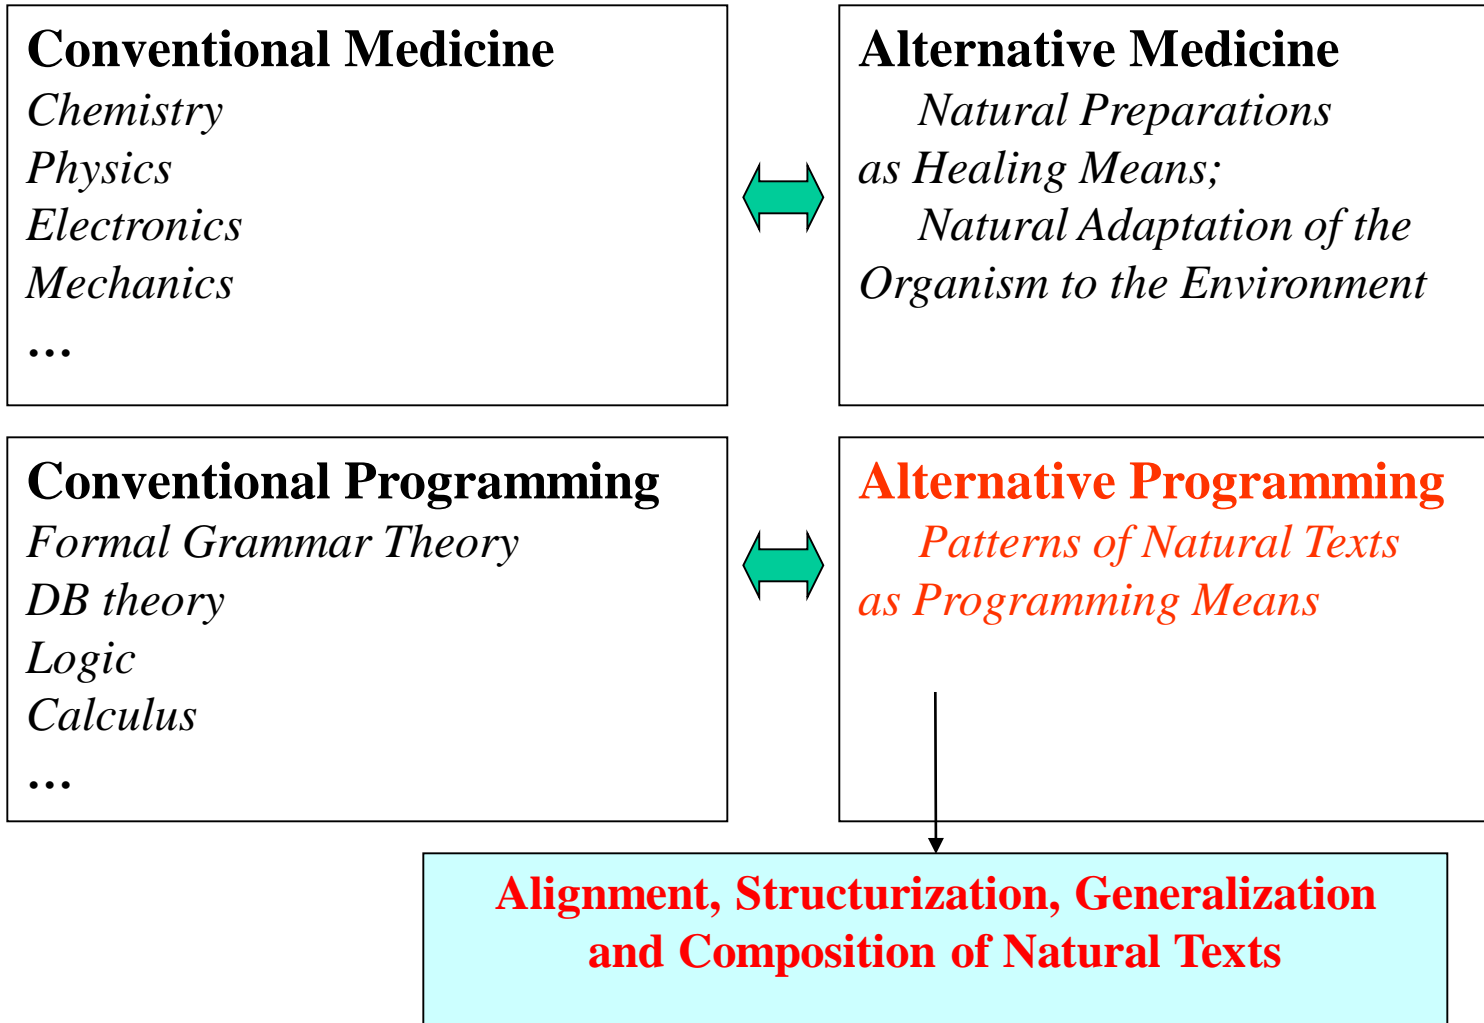 Conventional Medicine
Chemistry
Physics
Electronics
Mechanics
…
Alternative Medicine
Natural Preparations
as Healing Means;
Natural Adaptation of the
Organism to the Environment
Conventional Programming
Formal Grammar Theory
DB theory
Logic
Calculus
…
Alternative Programming
Patterns of Natural Texts
as Programming Means
Alignment, Structurization, Generalization
and Composition of Natural Texts